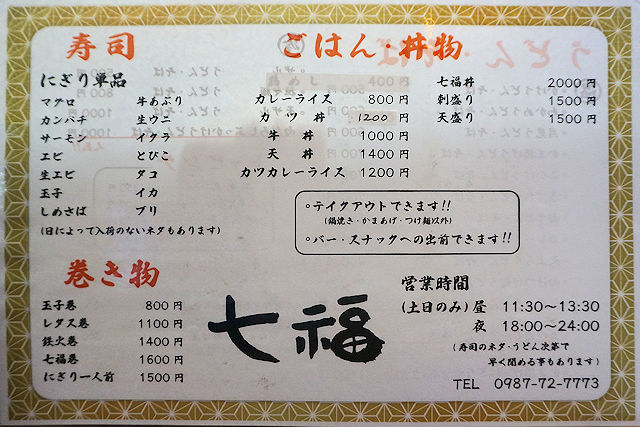 寿司
にぎり単品
マグロ 牛あぶり
カンパチ 生ウニ
サーモン イクラ
エビ とびこ
生エビ タコ
玉子 イカ
しめさば ブリ
(日によって入荷のないネタもあります)
巻き物
玉子巻 800円
レタス巻 1100円
鉄火巻 1400円
七福巻 1600円
にぎり一人前 1500円
ごはん・丼物
カレーライス 800円
カツ丼 1200円
牛丼 1000円
天丼 1400円
カツカレーライス 1200円
七福丼 2000円
刺盛り 1500円
天盛り 1500円
○テイクアウトできます!!
(鍋焼き・かまあげ・つけ麺以外)
○バー・スナックへの出前できます!!
七福
営業時間
(土日のみ)昼 11:30~13:30
夜 18:00~24:00
(寿司のネタ・うどん次第で
早く閉める事もあります)
TEL 0987-72-7773